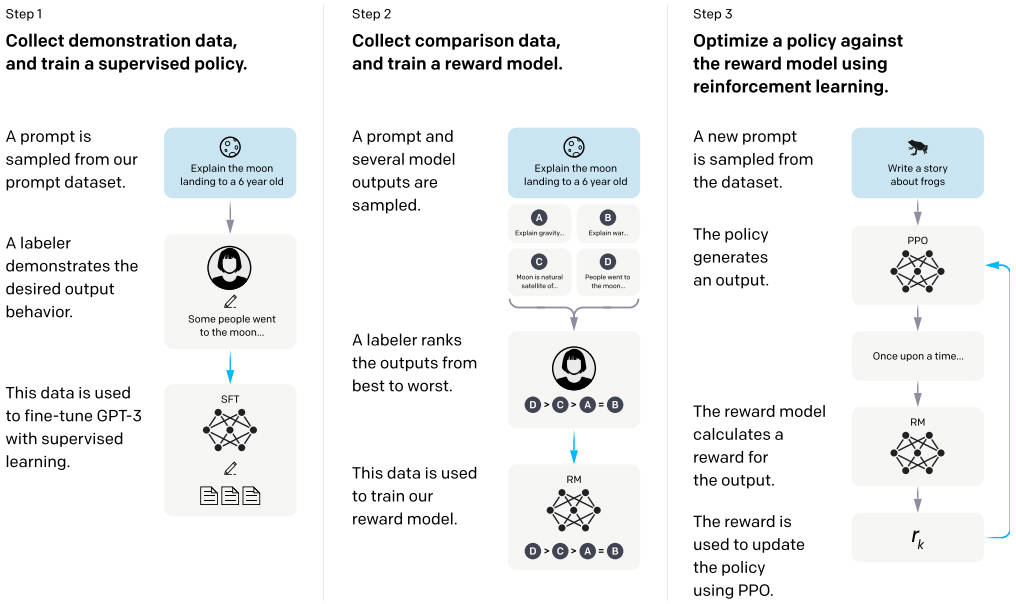 Step 1
Collect demonstration data,
and train a supervised policy.
A prompt is
sampled from our
prompt dataset.
Explain the moon
landing to a 6 year old
A labeler
demonstrates the
desired output
behavior.
Some people went
to the moon...
This data is used
to fine-tune GPT-3
with supervised
learning.
SFT
Step 2
Collect comparison data,
and train a reward model.
A prompt and
several model
outputs are
sampled.
Explain the moon
landing to a 6 year old
A
Explain gravity...
B
Explain war...
C
Moon is natural
satellite of...
D
People went to
the moon...
A labeler ranks
the outputs from
best to worst.
D > C > A = B
This data is used
to train our
reward model.
RM
D > C > A = B
Step 3
Optimize a policy against
the reward model using
reinforcement learning.
A new prompt
is sampled from
the dataset.
Write a story
about frogs
The policy
generates
an output.
PPO
Once upon a time...
The reward model
calculates a
reward for
the output.
RM
The reward is
used to update
the policy
using PPO.
rk